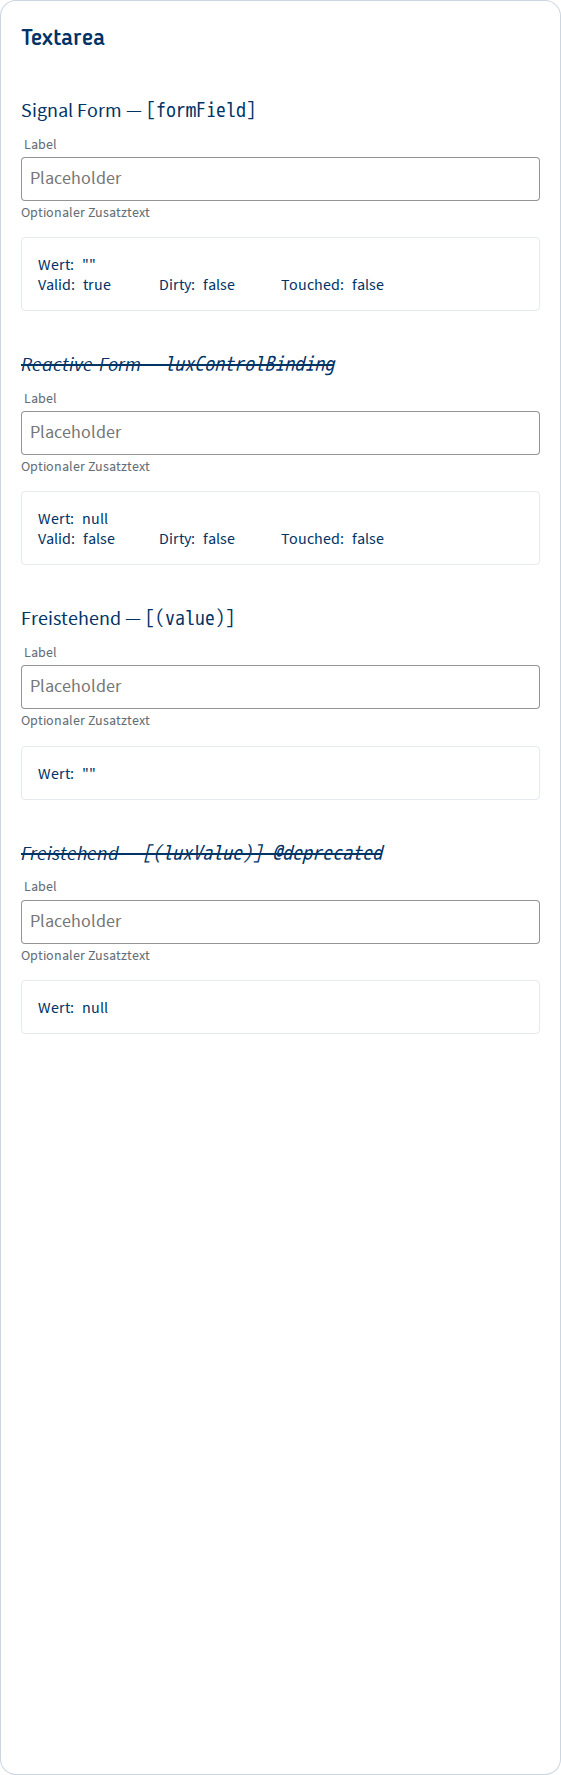 Textarea
Signal Form — [formField]
Label
Placeholder
Optionaler Zusatztext
Wert: ""
Valid: true Dirty: false Touched: false
Reactive Form — luxControlBinding
Label
Placeholder
Optionaler Zusatztext
Wert: null
Valid: false Dirty: false Touched: false
Freistehend — [(value)]
Label
Placeholder
Optionaler Zusatztext
Wert: ""
Freistehend — [(luxValue)] @deprecated
Label
Placeholder
Optionaler Zusatztext
Wert: null